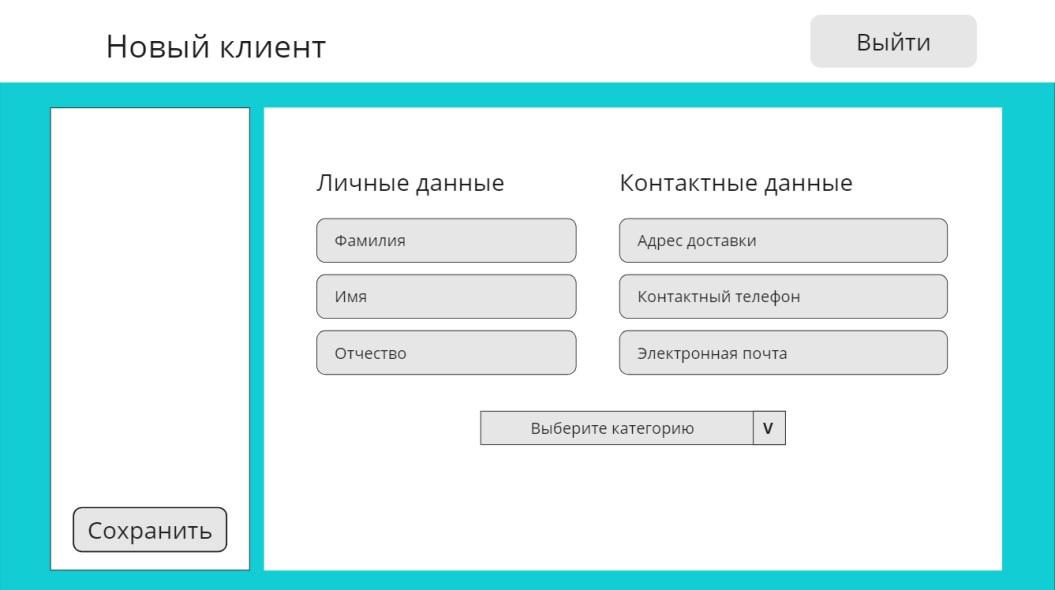 Новый клиент
Выйти
Личные данные
Контактные данные
Фамилия
Адрес доставки
Имя
Контактный телефон
Отчество
Электронная почта
Выберите категорию
V
Сохранить